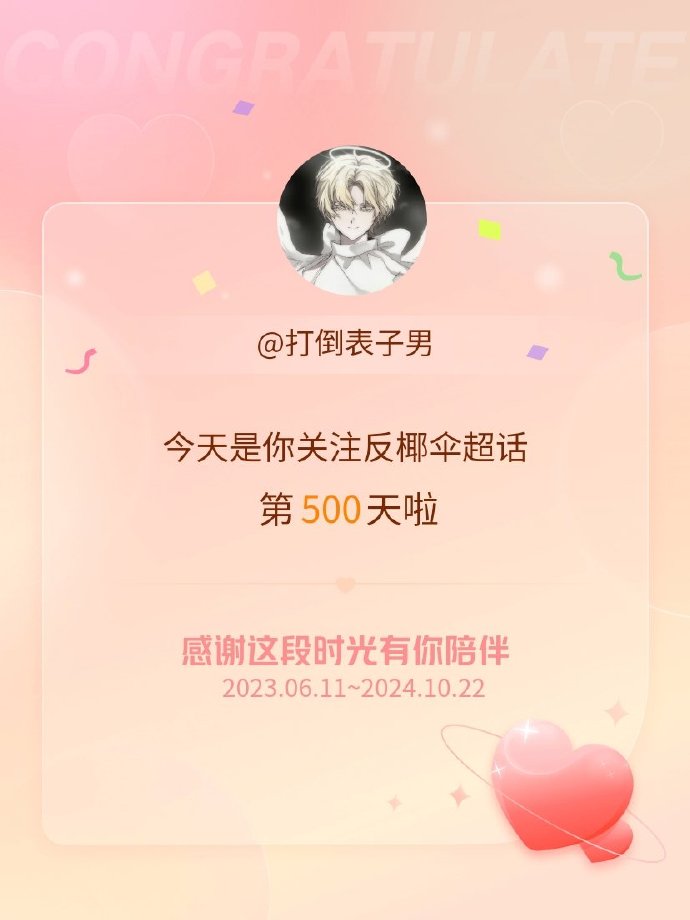 CONGRATULATE
@打倒表子男
今天是你关注反椰伞超话
第500天啦
感谢这段时光有你陪伴
2023.06.11~2024.10.22